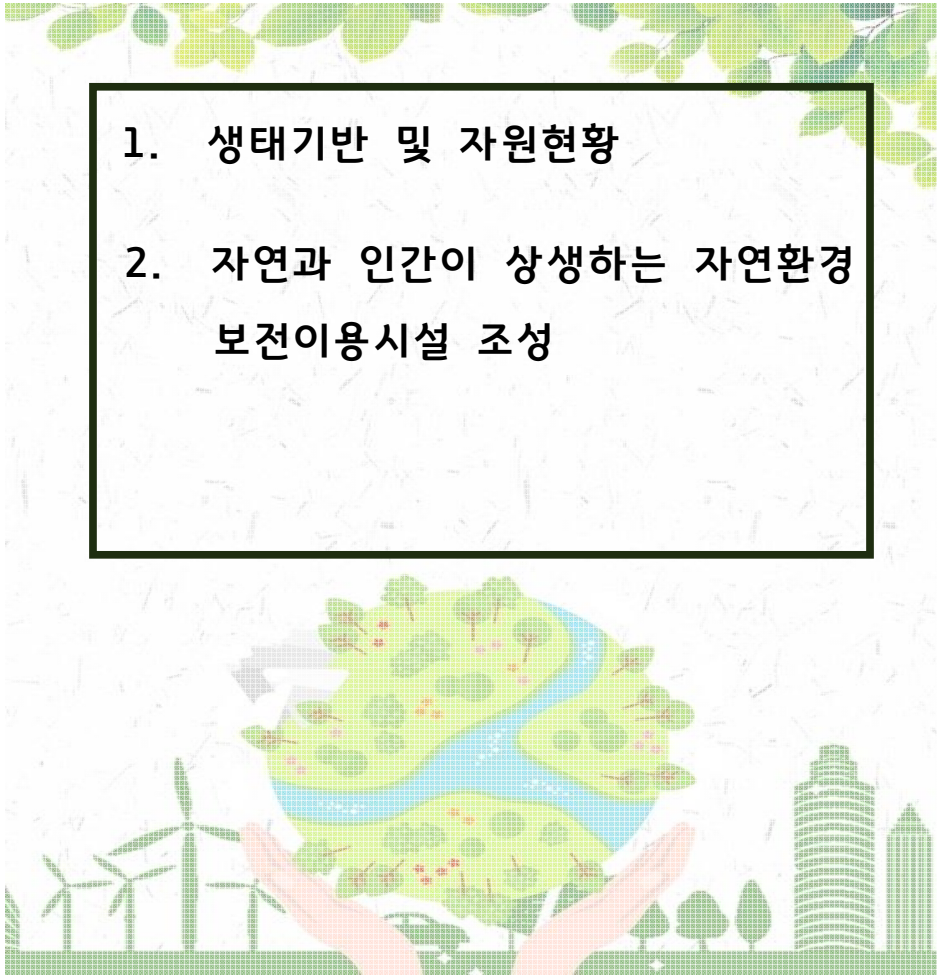 1. 생태기반 및 자원현황
2. 자연과 인간이 상생하는 자연환경
보전이용시설 조성